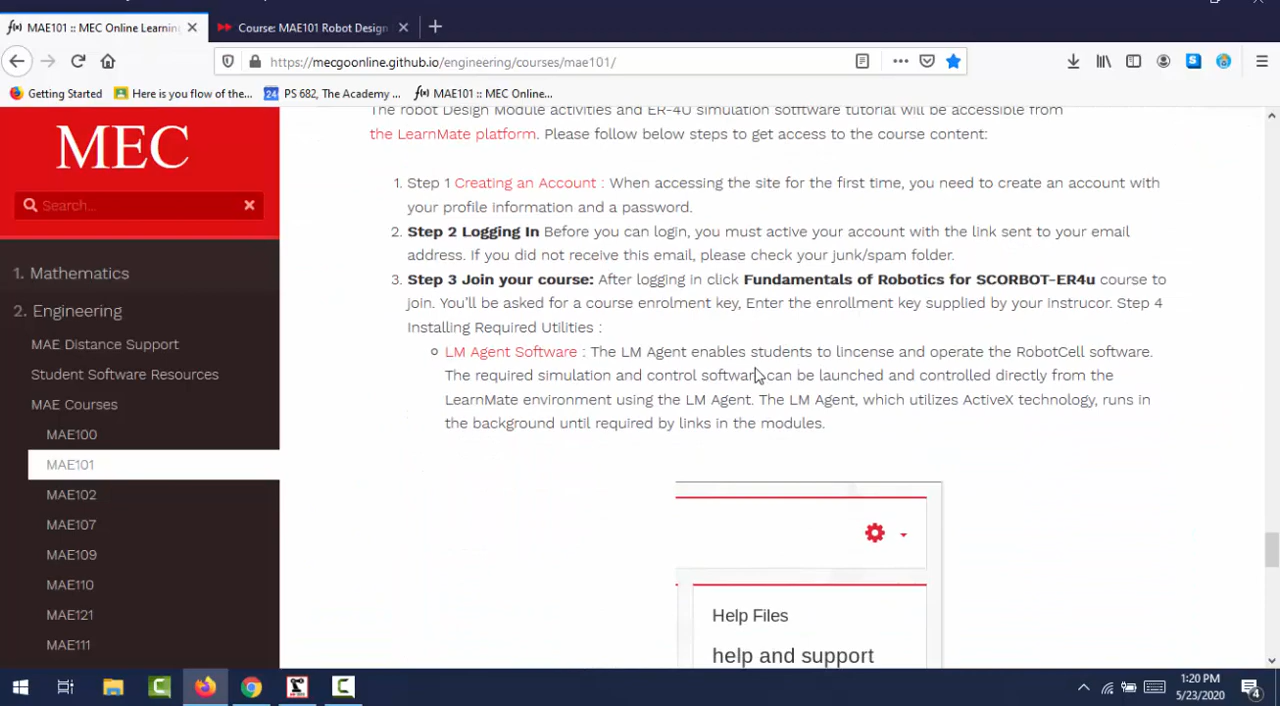 MAE101 :: MEC Online Learning
Course: MAE101 Robot Design
https://mecgoonline.github.io/engineering/courses/mae101/
Getting Started
Here is you flow of the...
24 PS 682, The Academy ...
f(x) MAE101 :: MEC Online...
MEC
Search...
1. Mathematics
2. Engineering
MAE Distance Support
Student Software Resources
MAE Courses
MAE100
MAE101
MAE102
MAE107
MAE109
MAE110
MAE121
MAE111
The robot Design Module activities and ER-4U simulation sotftware tutorial will be accessible from
the LearnMate platform. Please follow below steps to get access to the course content:
1. Step 1 Creating an Account : When accessing the site for the first time, you need to create an account with
your profile information and a password.
2. Step 2 Logging In Before you can login, you must active your account with the link sent to your email
address. If you did not receive this email, please check your junk/spam folder.
3. Step 3 Join your course: After logging in click Fundamentals of Robotics for SCORBOT-ER4u course to
join. You'll be asked for a course enrolment key, Enter the enrollment key supplied by your instrucor. Step 4
Installing Required Utilities :
LM Agent Software : The LM Agent enables students to lincense and operate the RobotCell software.
The required simulation and control software can be launched and controlled directly from the
LearnMate environment using the LM Agent. The LM Agent, which utilizes ActiveX technology, runs in
the background until required by links in the modules.
Help Files
help and support
1:20 PM
5/23/2020
4